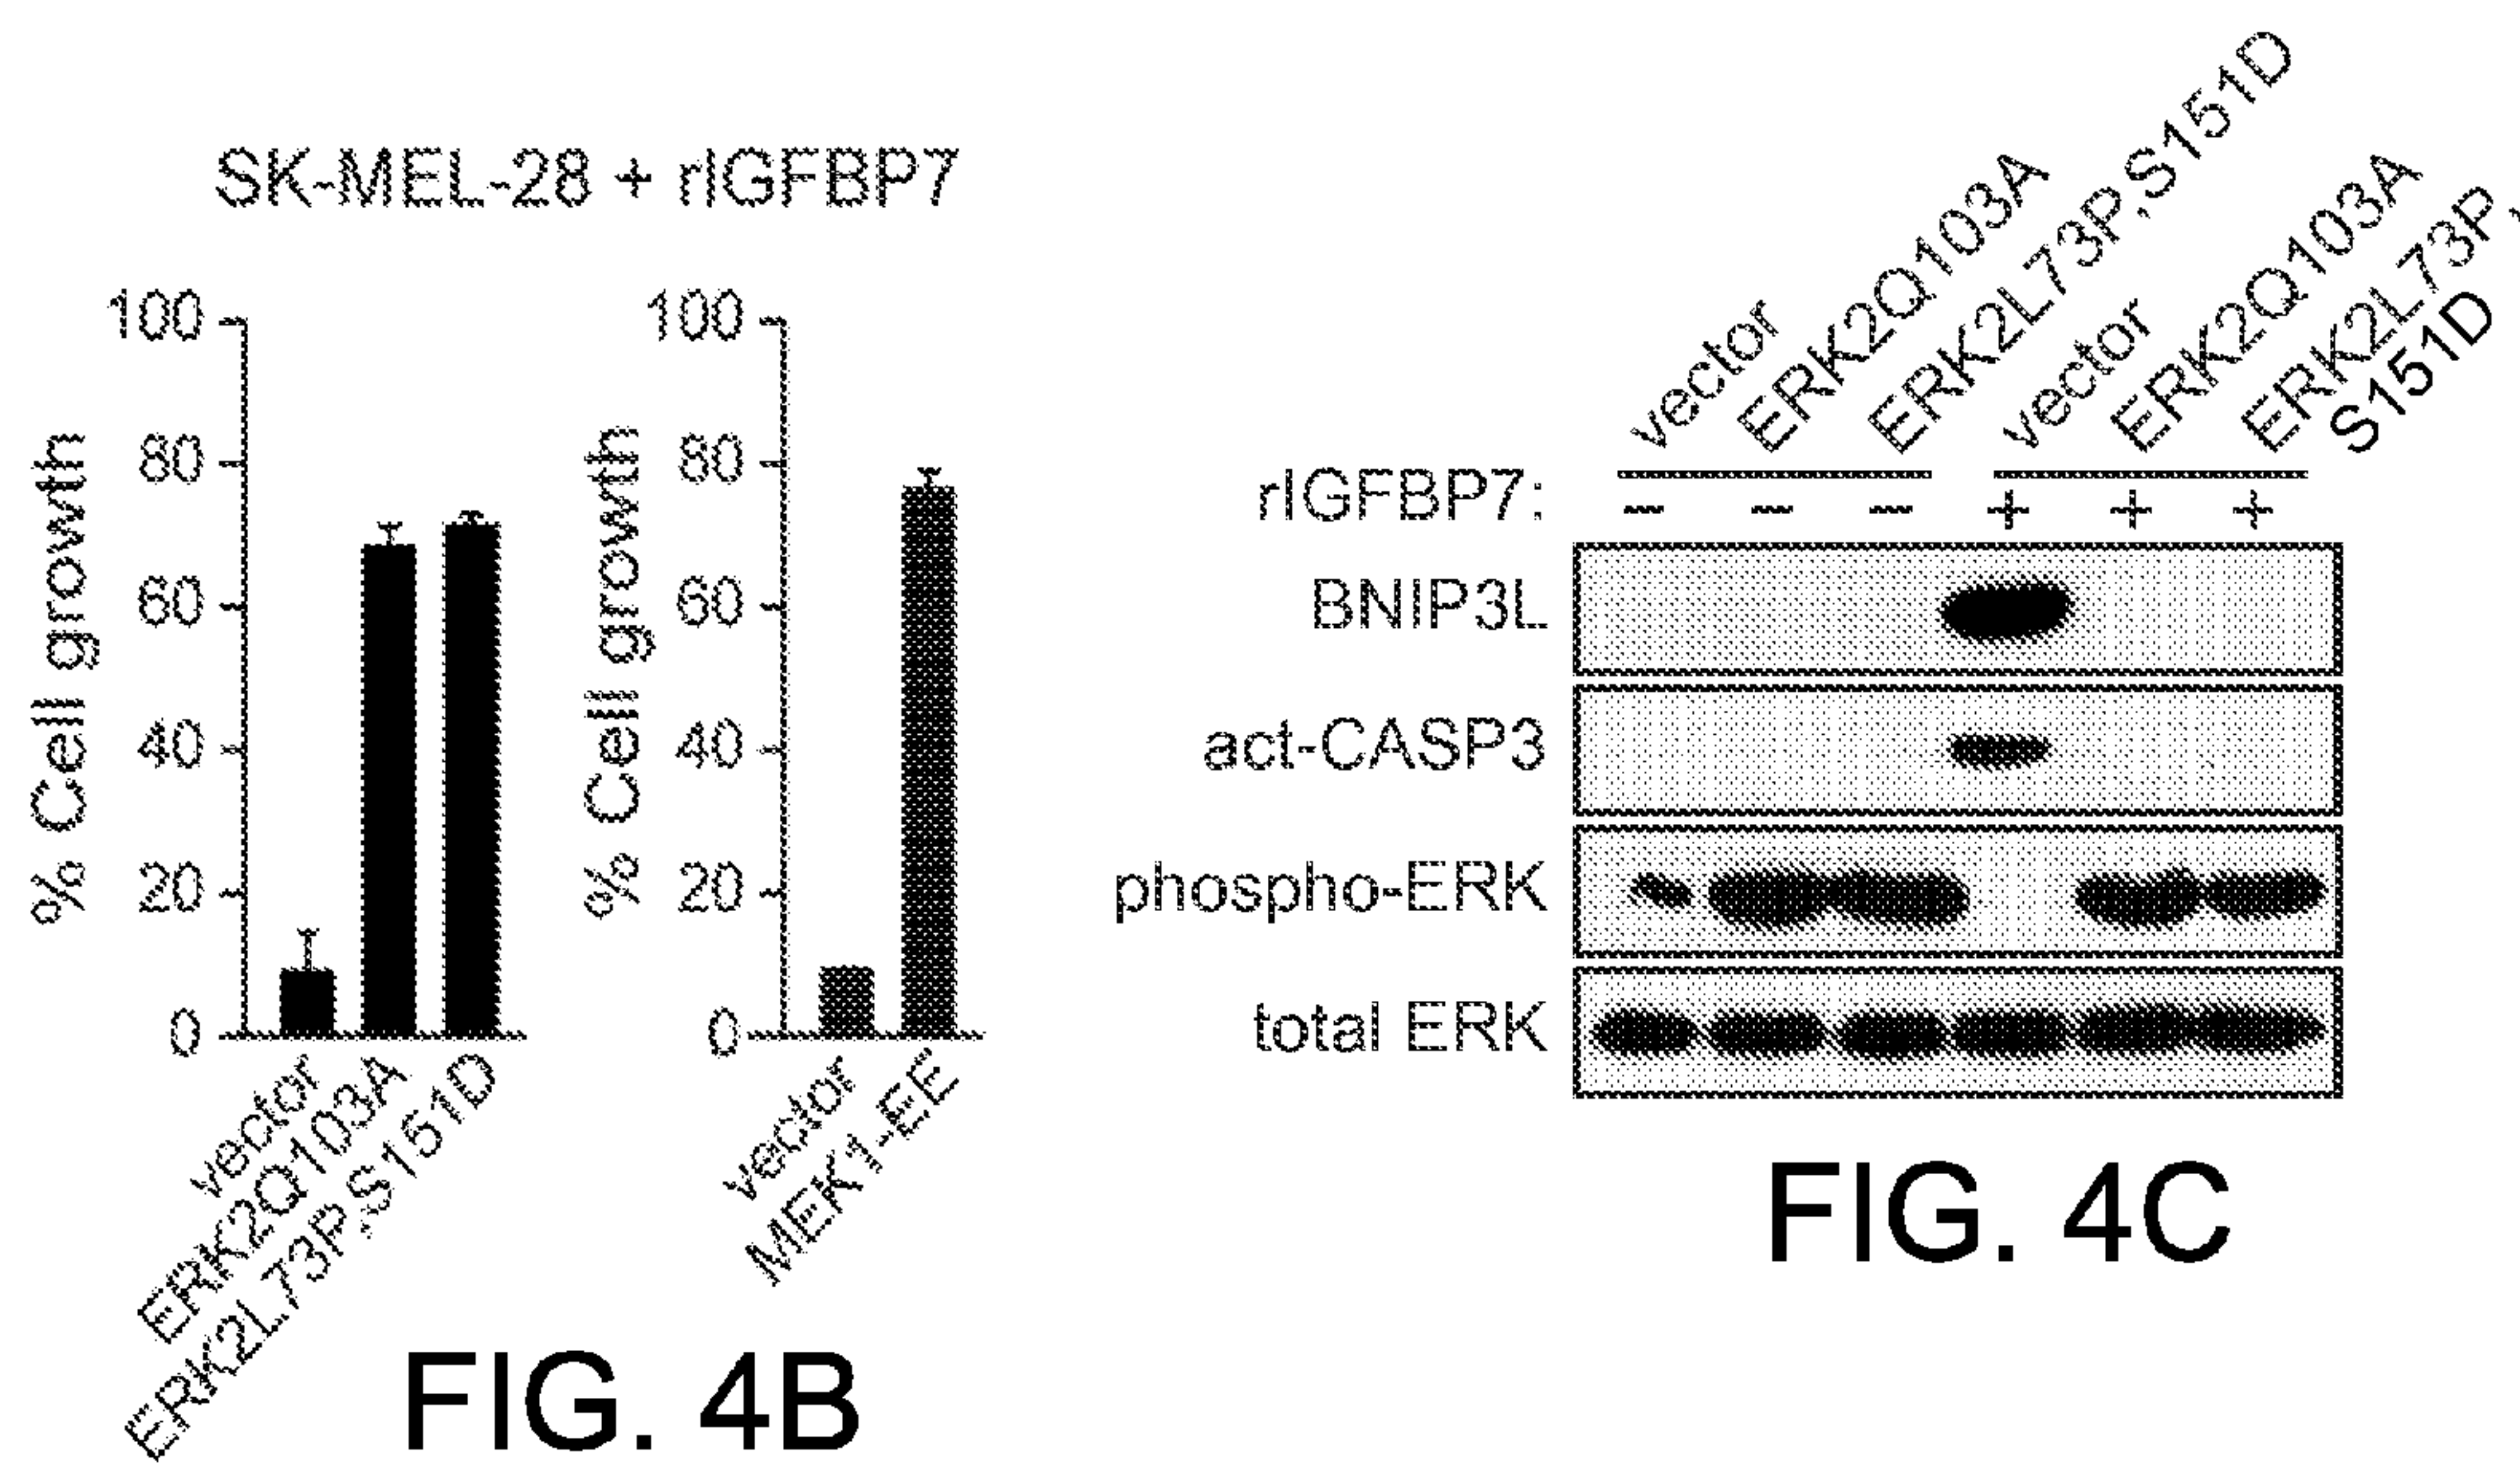 SK-MEL-28 + rIGFBP7
% Cell growth
100
80
60
40
20
0
vector
ERK2Q103A
ERK2L73P,S151D
% Cell growth
100
80
60
40
20
0
vector
MEK1-EE
FIG. 4B
vector
ERK2Q103A
ERK2L73P,S151D
vector
ERK2Q103A
ERK2L73P,
S151D
rIGFBP7: – – – + + +
BNIP3L
act-CASP3
phospho-ERK
total ERK
FIG. 4C